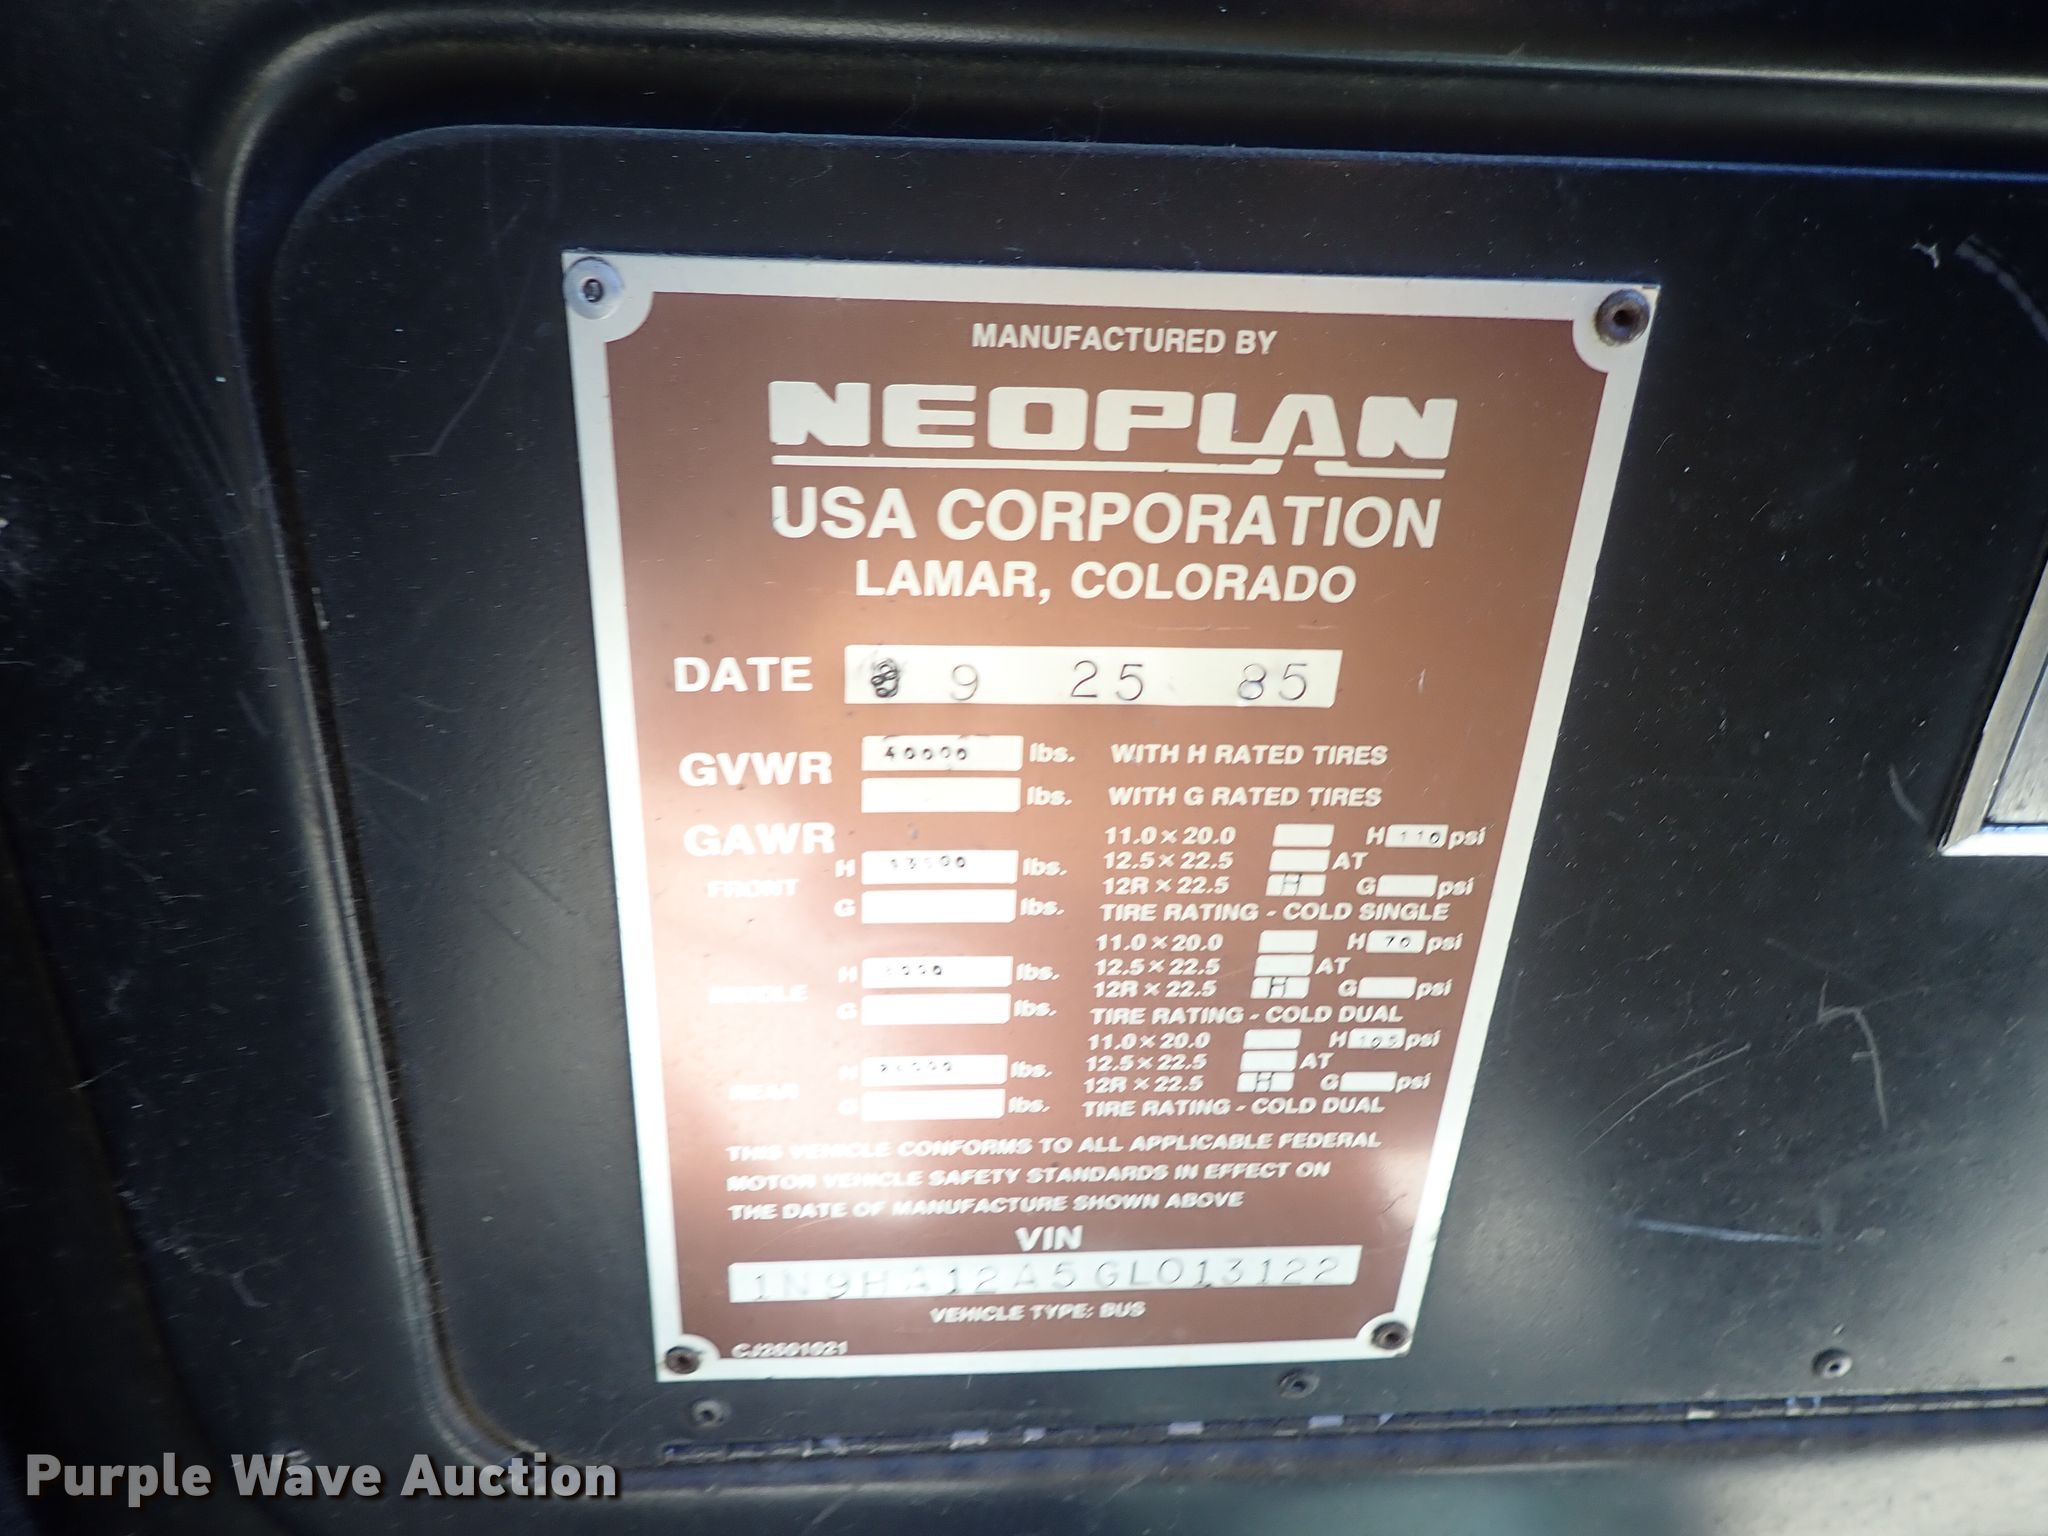 MANUFACTURED BY
NEOPLAN
USA CORPORATION
LAMAR, COLORADO
DATE 9 25 85
GVWR 40000 lbs. WITH H RATED TIRES
lbs. WITH G RATED TIRES
GAWR 11.0 × 20.0 H 110 psi
H 13500 lbs. 12.5 × 22.5 AT
FRONT 12R × 22.5 H G psi
G lbs. TIRE RATING - COLD SINGLE
11.0 × 20.0 H 70 psi
H lbs. 12.5 × 22.5 AT
MIDDLE 12R × 22.5 H G psi
G lbs. TIRE RATING - COLD DUAL
11.0 × 20.0 H psi
H lbs. 12.5 × 22.5 AT
REAR 12R × 22.5 H G psi
G lbs. TIRE RATING - COLD DUAL
THIS VEHICLE CONFORMS TO ALL APPLICABLE FEDERAL
MOTOR VEHICLE SAFETY STANDARDS IN EFFECT ON
THE DATE OF MANUFACTURE SHOWN ABOVE
VIN
1N9HA12A5GL013122
VEHICLE TYPE: BUS
CJ2601021
Purple Wave Auction